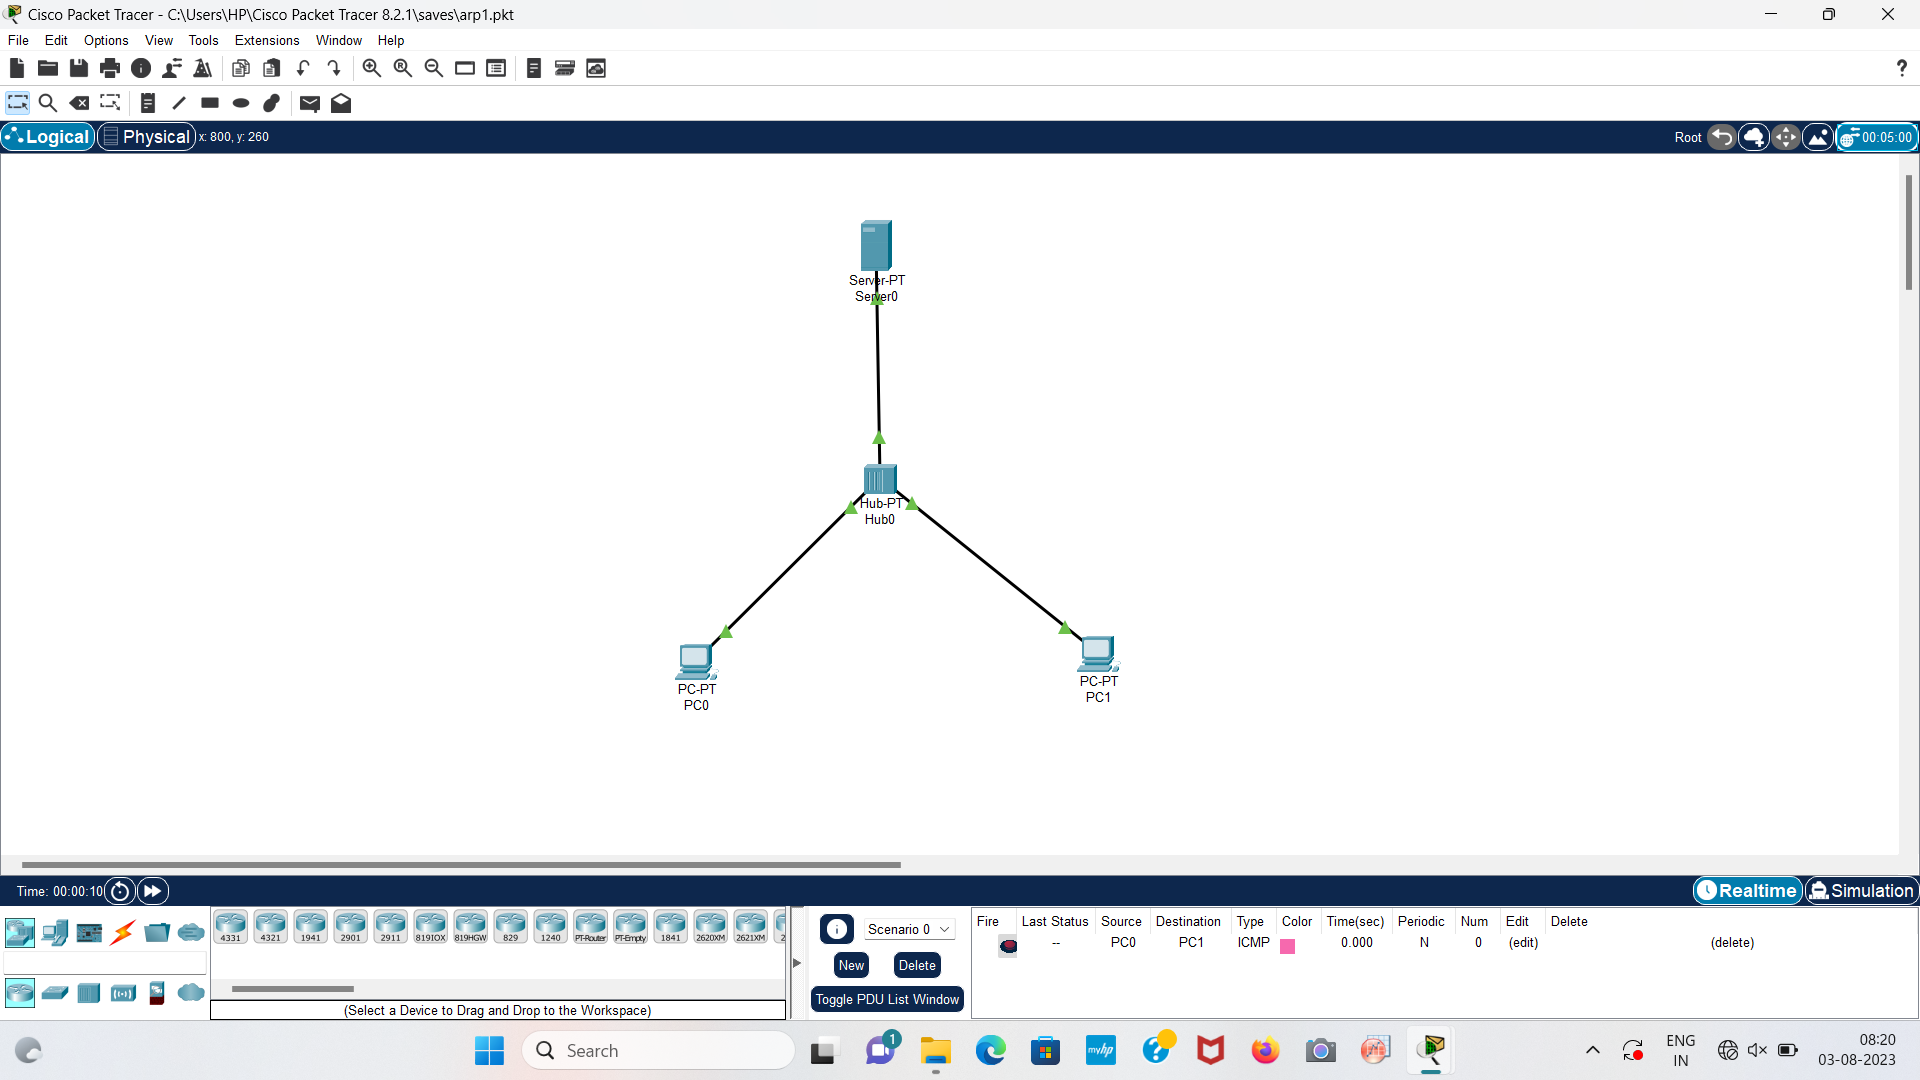 Cisco Packet Tracer - C:\Users\HP\Cisco Packet Tracer 8.2.1\saves\arp1.pkt
File Edit Options View Tools Extensions Window Help
?
Logical Physical x: 800, y: 260 Root 00:05:00
Server-PT
Server0
Hub-PT
Hub0
PC-PT
PC0
PC-PT
PC1
Time: 00:00:10 Realtime Simulation
4331 4321 1941 2901 2911 819IOX 819HGW 829 1240 PT-Router PT-Empty 1841 2620XM 2621XM 2
(Select a Device to Drag and Drop to the Workspace)
Scenario 0
New Delete
Toggle PDU List Window
Fire Last Status Source Destination Type Color Time(sec) Periodic Num Edit Delete
-- PC0 PC1 ICMP 0.000 N 0 (edit) (delete)
Search
1
myhp
ENG
IN
08:20
03-08-2023